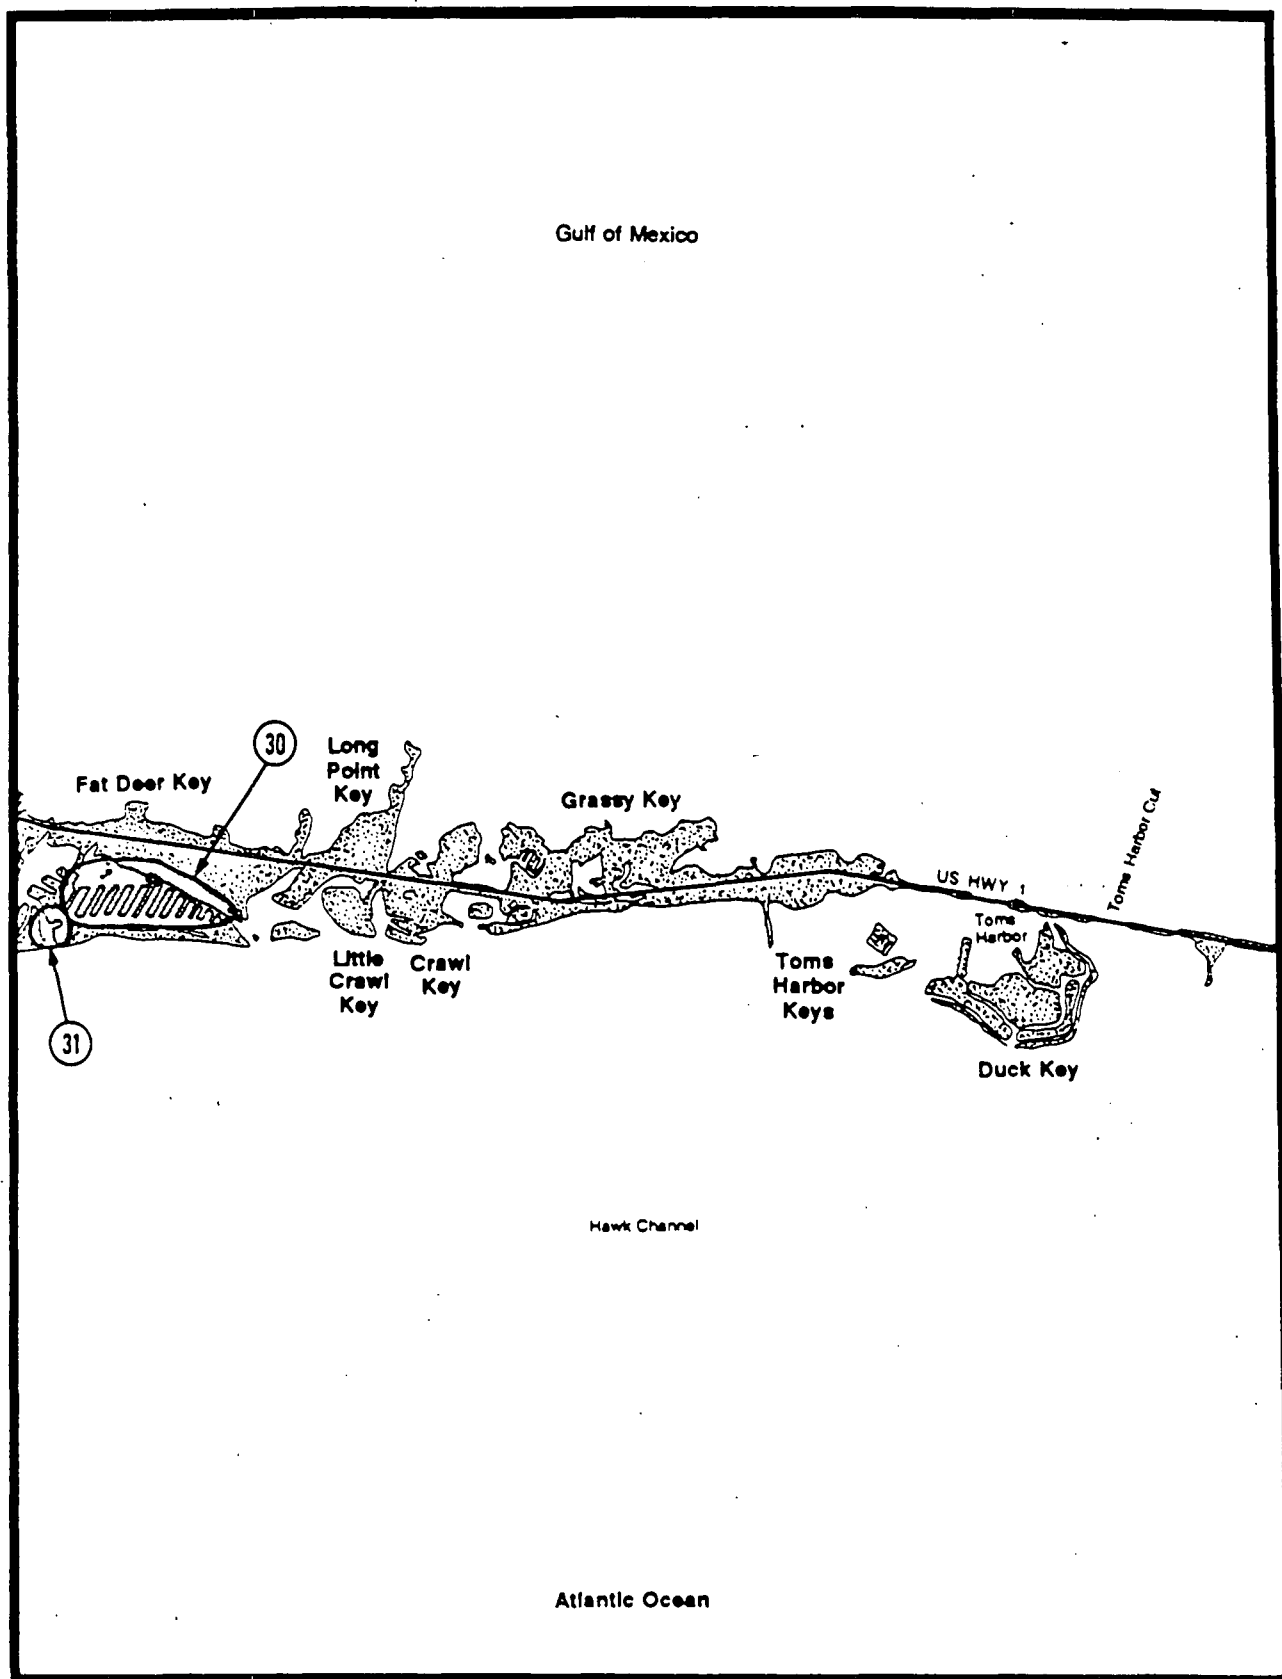 Gulf of Mexico
30
Long
Point
Key
Fat Deer Key
Grassy Key
Toms Harbor Cut
US HWY 1
Toms
Harbor
Little
Crawl
Key
Crawl
Key
Toms
Harbor
Keys
31
Duck Key
Hawk Channel
Atlantic Ocean